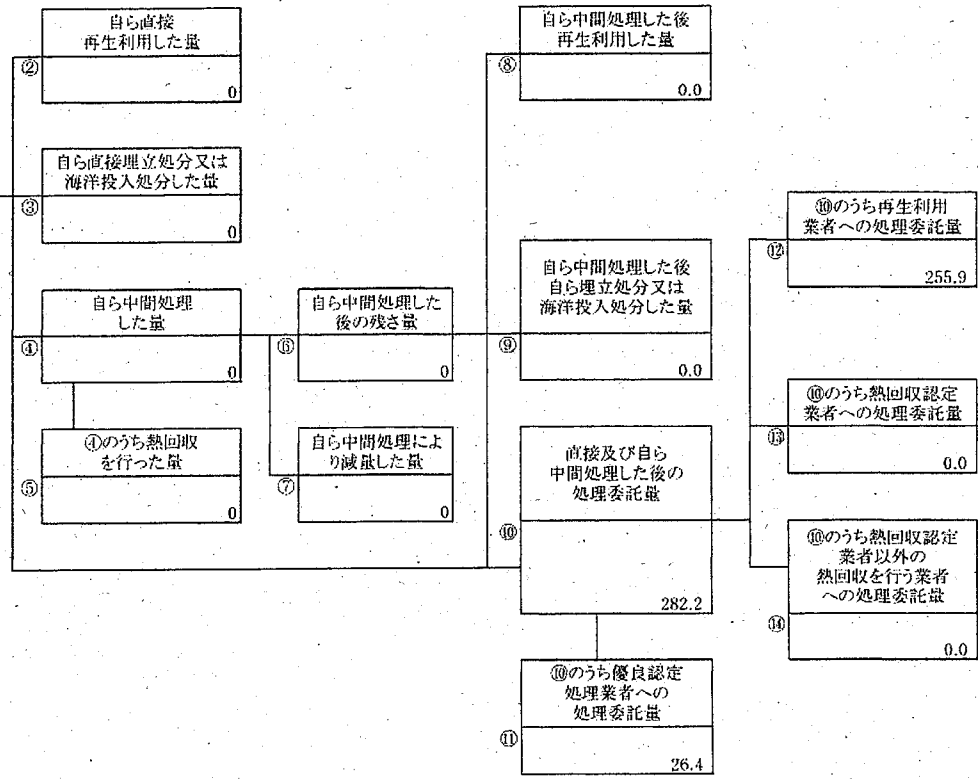 自ら直接
再生利用した量
②
0
自ら直接埋立処分又は
海洋投入処分した量
③
0
自ら中間処理
した量
④
0
④のうち熱回収
を行った量
⑤
0
自ら中間処理した
後の残さ量
⑥
0
自ら中間処理によ
り減量した量
⑦
0
自ら中間処理した後
再生利用した量
⑧
0.0
自ら中間処理した後
自ら埋立処分又は
海洋投入処分した量
⑨
0.0
直接及び自ら
中間処理した後の
処理委託量
⑩
282.2
⑩のうち優良認定
処理業者への
処理委託量
⑪
26.4
⑩のうち再生利用
業者への処理委託量
⑫
255.9
⑩のうち熱回収認定
業者への処理委託量
⑬
0.0
⑩のうち熱回収認定
業者以外の
熱回収を行う業者
への処理委託量
⑭
0.0